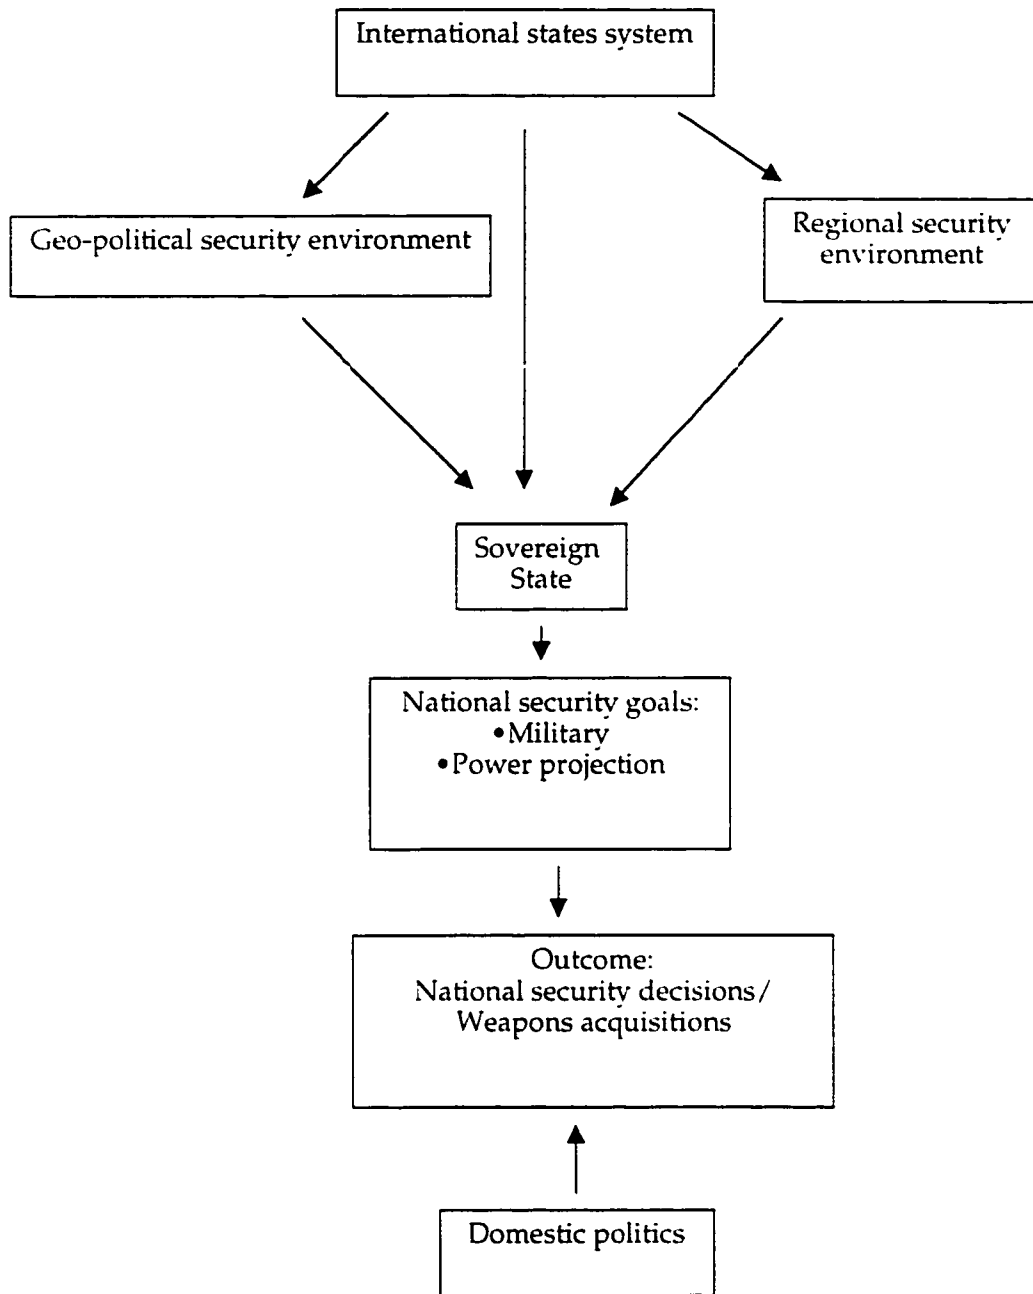 International states system
Geo-political security environment
Regional security
environment
Sovereign
State
National security goals:
•Military
•Power projection
Outcome:
National security decisions/
Weapons acquisitions
Domestic politics